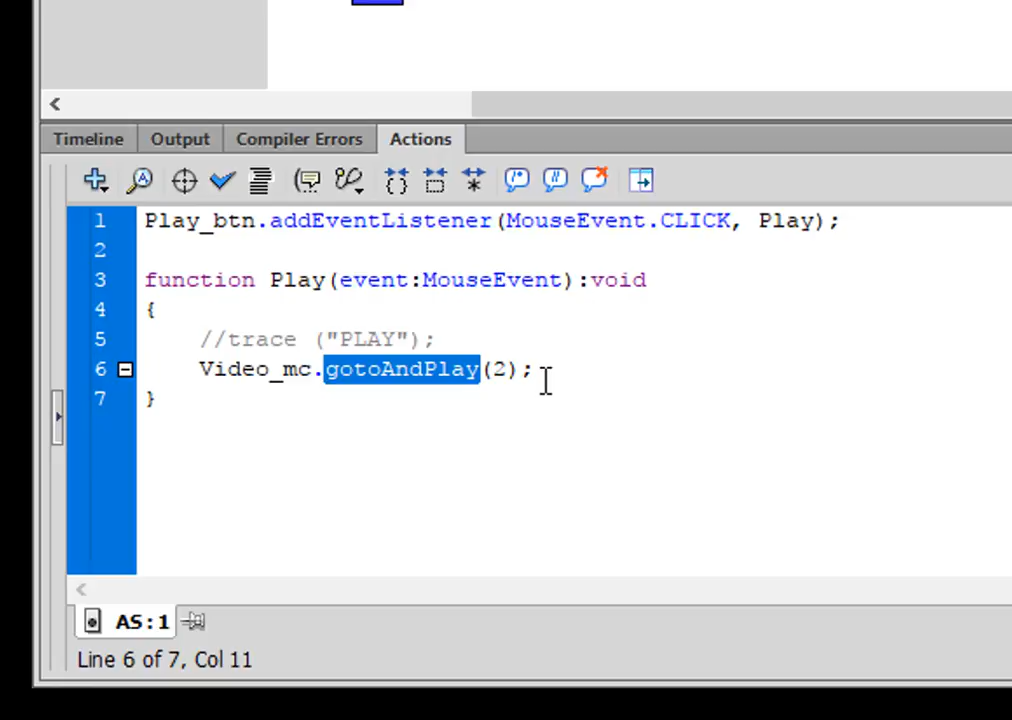 Timeline Output Compiler Errors Actions
1 Play_btn.addEventListener(MouseEvent.CLICK, Play);
2
3 function Play(event:MouseEvent):void
4 {
5 //trace ("PLAY");
6 Video_mc.gotoAndPlay(2);
7 }
AS:1
Line 6 of 7, Col 11